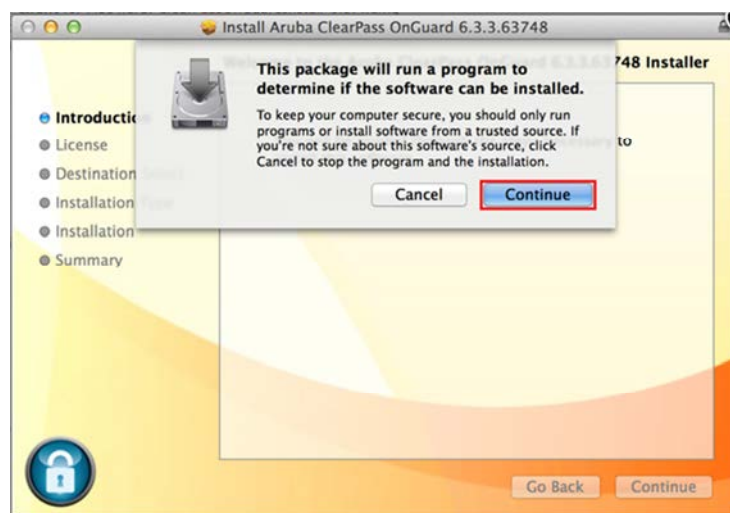 Install Aruba ClearPass OnGuard 6.3.3.63748
748 Installer
This package will run a program to
determine if the software can be installed.
To keep your computer secure, you should only run
programs or install software from a trusted source. If
you're not sure about this software's source, click
Cancel to stop the program and the installation.
Cancel
Continue
to
Introductio
License
Destination
Installation
Installation
Summary
Go Back
Continue